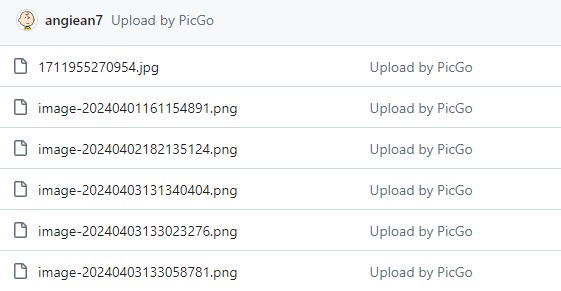 angiean7 Upload by PicGo
1711955270954.jpg Upload by PicGo
image-20240401161154891.png Upload by PicGo
image-20240402182135124.png Upload by PicGo
image-20240403131340404.png Upload by PicGo
image-20240403133023276.png Upload by PicGo
image-20240403133058781.png Upload by PicGo